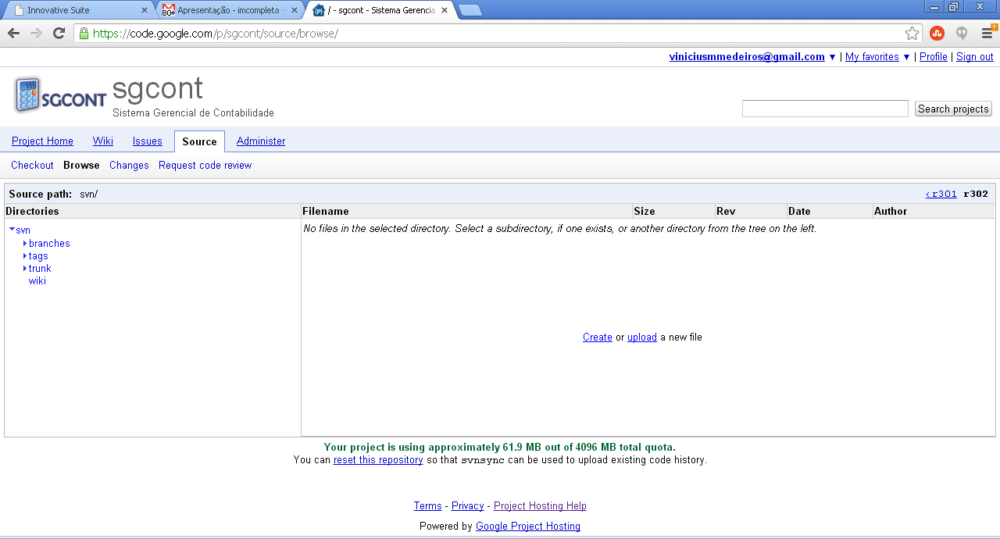 Innovative Suite
80+ Apresentação - imcompleta -
/ - sgcont - Sistema Gerencia
https://code.google.com/p/sgcont/source/browse/
viniciusmmedeiros@gmail.com ▼ | My favorites ▼ | Profile | Sign out
SGCONT
sgcont
Sistema Gerencial de Contabilidade
Search projects
Project Home Wiki Issues Source Administer
Checkout Browse Changes Request code review
Source path: svn/ ‹ r301 r302
Directories Filename Size Rev Date Author
No files in the selected directory. Select a subdirectory, if one exists, or another directory from the tree on the left.
svn
branches
tags
trunk
wiki
Create or upload a new file
Your project is using approximately 61.9 MB out of 4096 MB total quota.
You can reset this repository so that svnsync can be used to upload existing code history.
Terms - Privacy - Project Hosting Help
Powered by Google Project Hosting